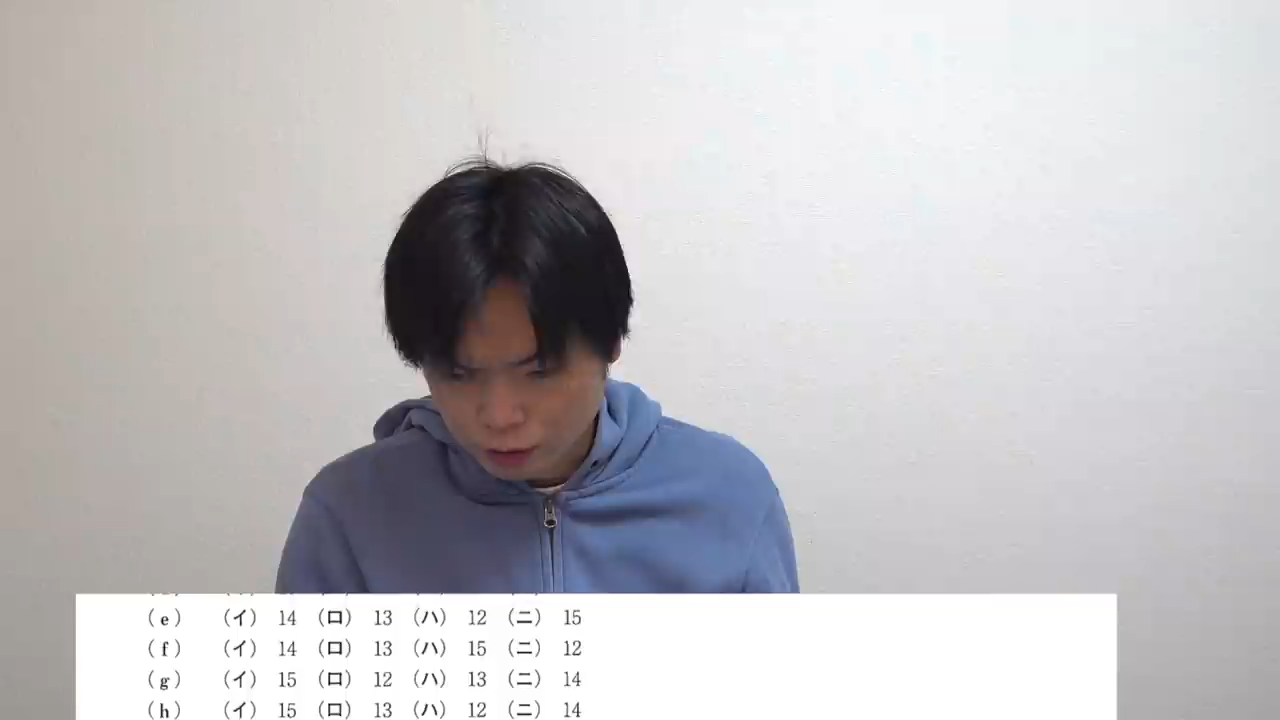 (e) (イ) 14 (ロ) 13 (ハ) 12 (ニ) 15
(f) (イ) 14 (ロ) 13 (ハ) 15 (ニ) 12
(g) (イ) 15 (ロ) 12 (ハ) 13 (ニ) 14
(h) (イ) 15 (ロ) 13 (ハ) 12 (ニ) 14